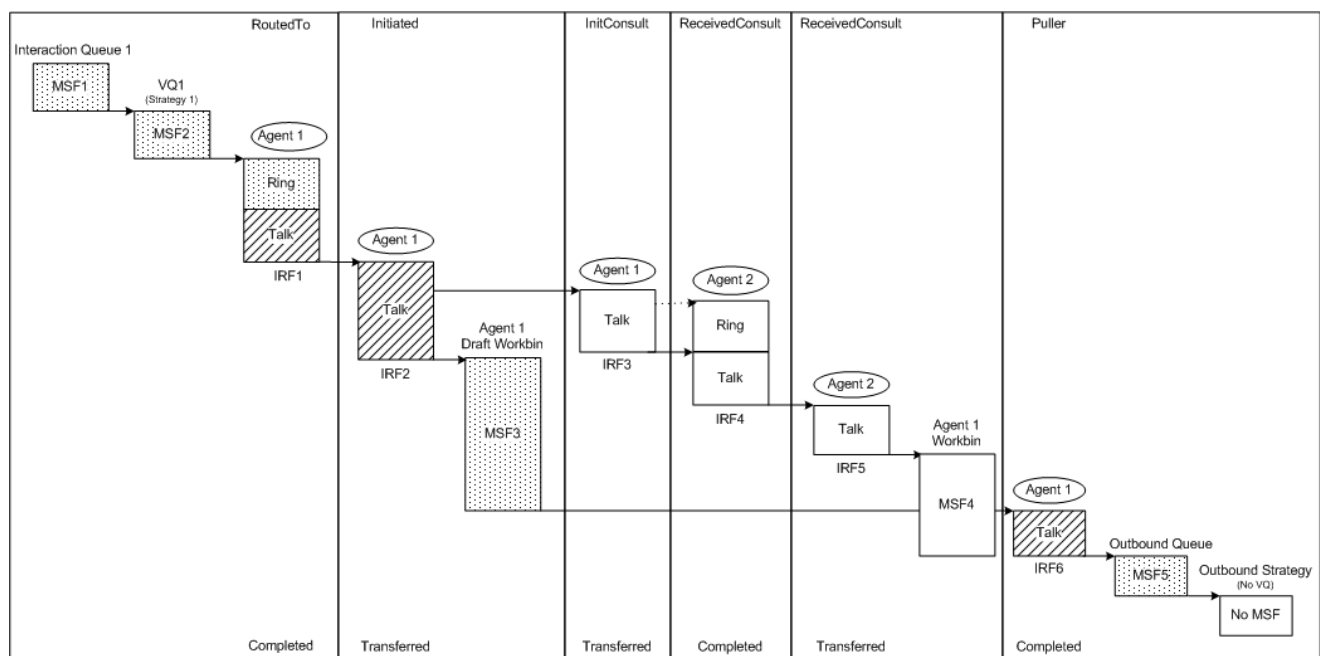 RoutedTo
Initiated
InitConsult
ReceivedConsult
ReceivedConsult
Puller
Interaction Queue 1
MSF1
VQ1
(Strategy 1)
MSF2
Agent 1
Ring
Talk
IRF1
Agent 1
Talk
IRF2
Agent 1
Draft Workbin
MSF3
Agent 1
Talk
IRF3
Agent 2
Ring
Talk
IRF4
Agent 2
Talk
IRF5
Agent 1
Workbin
MSF4
Agent 1
Talk
IRF6
Outbound Queue
MSF5
Outbound Strategy
(No VQ)
No MSF
Completed
Transferred
Transferred
Completed
Transferred
Completed